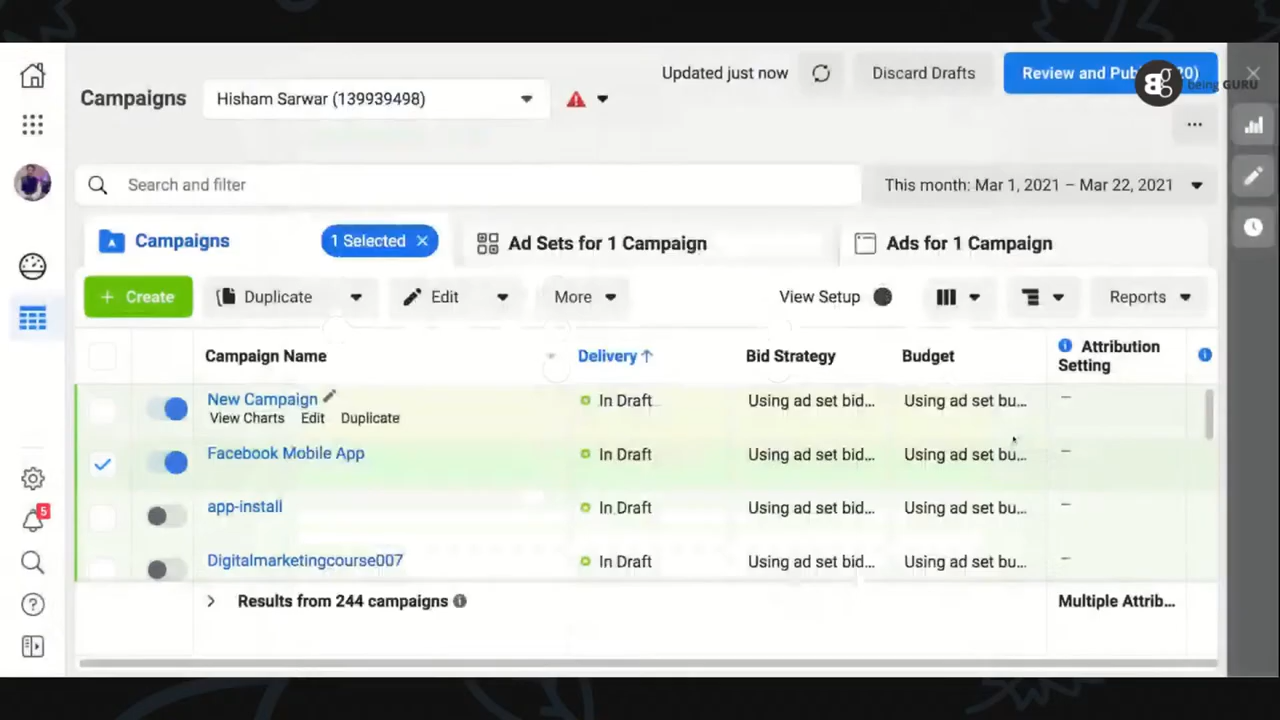 Updated just now
Discard Drafts
Review and Pub 20)
being GURU
Campaigns
Hisham Sarwar (139939498)
Search and filter
This month: Mar 1, 2021 – Mar 22, 2021
Campaigns
1 Selected
Ad Sets for 1 Campaign
Ads for 1 Campaign
+ Create
Duplicate
Edit
More
View Setup
Reports
Campaign Name
Delivery ↑
Bid Strategy
Budget
Attribution
Setting
New Campaign
In Draft
Using ad set bid...
Using ad set bu...
—
View Charts Edit Duplicate
Facebook Mobile App
In Draft
Using ad set bid...
Using ad set bu...
—
app-install
In Draft
Using ad set bid...
Using ad set bu...
—
Digitalmarketingcourse007
In Draft
Using ad set bid...
Using ad set bu...
—
Results from 244 campaigns
Multiple Attrib...
5